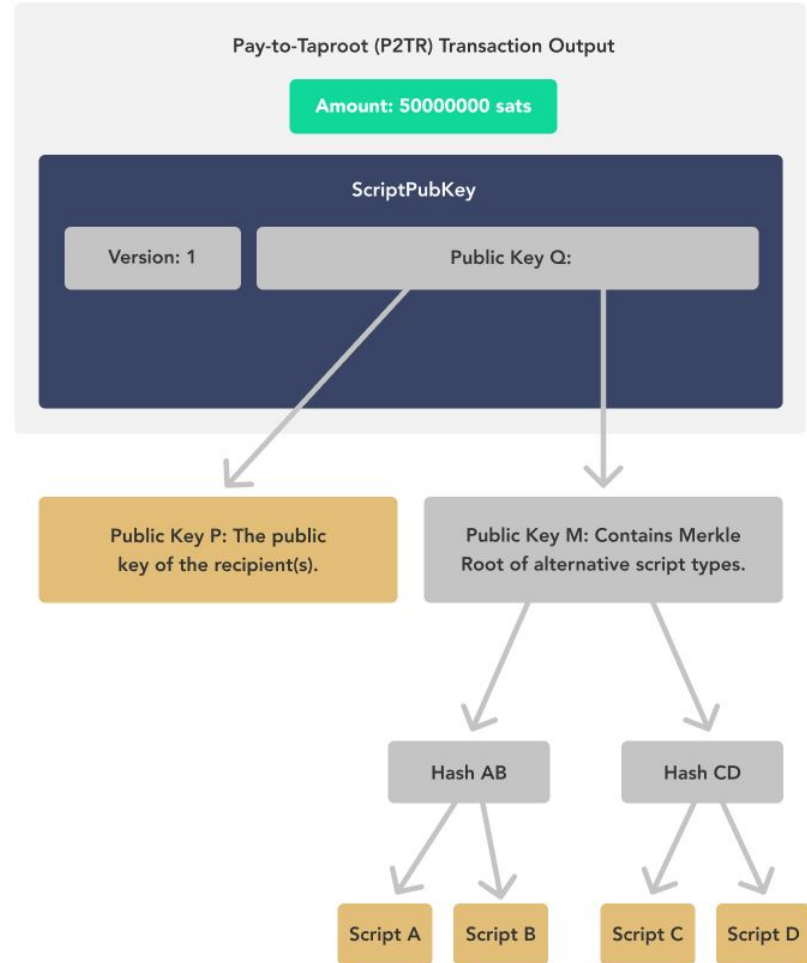 Pay-to-Taproot (P2TR) Transaction Output
Amount: 50000000 sats
ScriptPubKey
Version: 1
Public Key Q:
Public Key P: The public
key of the recipient(s).
Public Key M: Contains Merkle
Root of alternative script types.
Hash AB
Hash CD
Script A
Script B
Script C
Script D